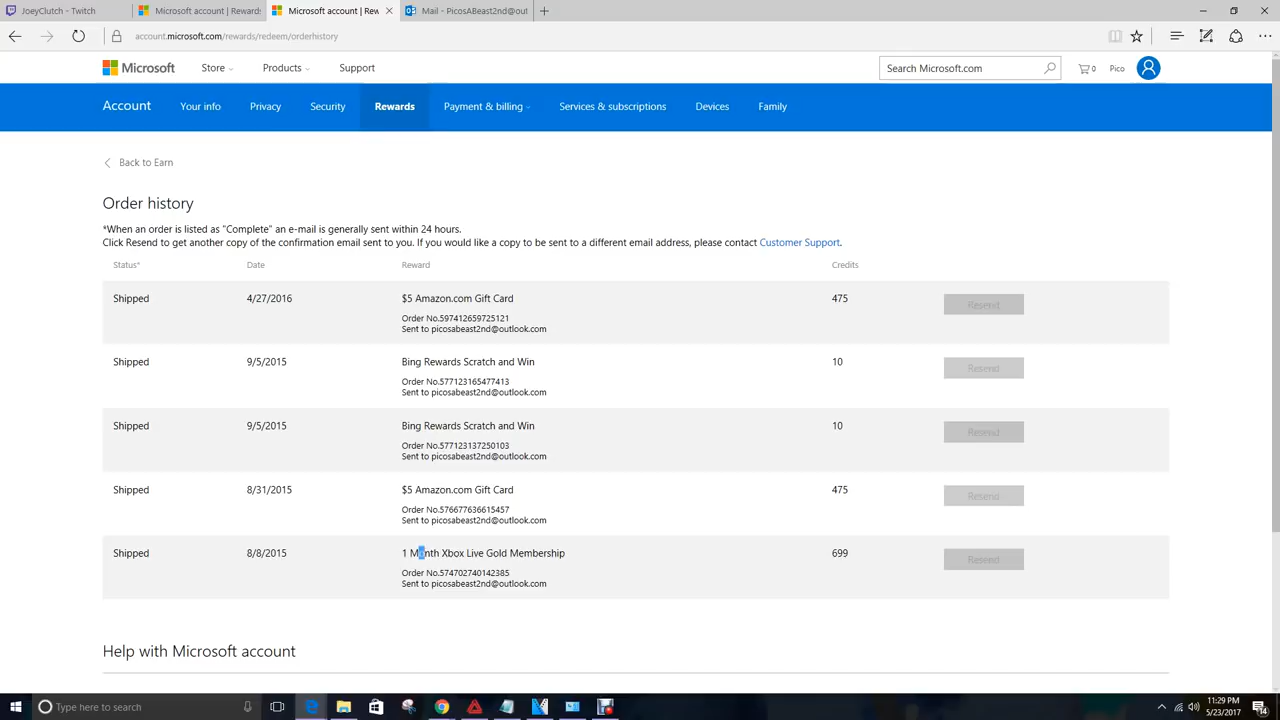 JoeyClutch - Twitch
Microsoft account | Rewards
Microsoft account | Rew
Mail - PicosABeast2nd@out
account.microsoft.com/rewards/redeem/orderhistory
Microsoft
Store
Products
Support
Search Microsoft.com
0
Pico
Account
Your info
Privacy
Security
Rewards
Payment & billing
Services & subscriptions
Devices
Family
Back to Earn
Order history
*When an order is listed as "Complete" an e-mail is generally sent within 24 hours.
Click Resend to get another copy of the confirmation email sent to you. If you would like a copy to be sent to a different email address, please contact Customer Support.
Status* Date Reward Credits
Shipped 4/27/2016 $5 Amazon.com Gift Card 475 Resend
Order No.597412659725121
Sent to picosabeast2nd@outlook.com
Shipped 9/5/2015 Bing Rewards Scratch and Win 10 Resend
Order No.577123165477413
Sent to picosabeast2nd@outlook.com
Shipped 9/5/2015 Bing Rewards Scratch and Win 10 Resend
Order No.577123137250103
Sent to picosabeast2nd@outlook.com
Shipped 8/31/2015 $5 Amazon.com Gift Card 475 Resend
Order No.576677636615457
Sent to picosabeast2nd@outlook.com
Shipped 8/8/2015 1 Month Xbox Live Gold Membership 699 Resend
Order No.574702740142385
Sent to picosabeast2nd@outlook.com
Help with Microsoft account
Type here to search
11:29 PM
5/23/2017
14